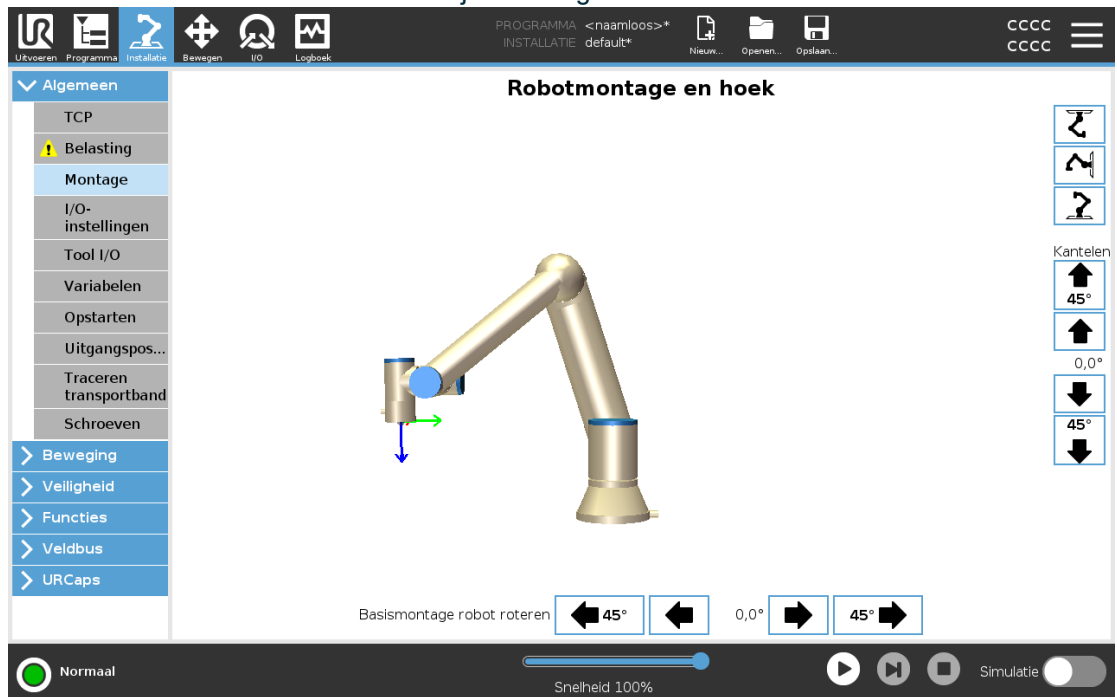 PROGRAMMA <naamloos>*
INSTALLATIE default*
UR
Uitvoeren
Programma
Installatie
Bewegen
I/O
Logboek
Nieuw...
Openen...
Opslaan...
CCCC
CCCC
Algemeen
TCP
Belasting
Montage
I/O-
instellingen
Tool I/O
Variabelen
Opstarten
Uitgangspos...
Traceren
transportband
Schroeven
Beweging
Veiligheid
Functies
Veldbus
URCaps
Robotmontage en hoek
Kantelen
45°
0,0°
45°
Basismontage robot roteren
45°
0,0°
45°
Normaal
Snelheid 100%
Simulatie